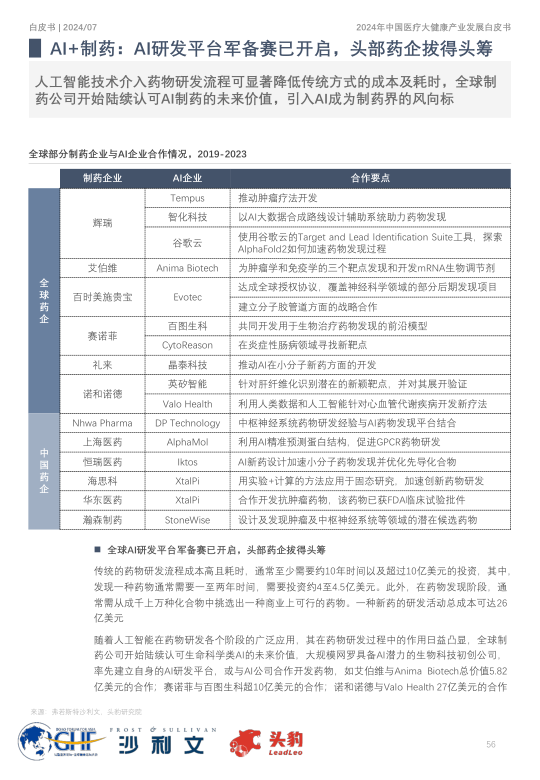 白皮书 | 2024/07
2024年中国医疗大健康产业发展白皮书
AI+制药：AI研发平台军备赛已开启，头部药企拔得头筹
人工智能技术介入药物研发流程可显著降低传统方式的成本及耗时，全球制
药公司开始陆续认可AI制药的未来价值，引入AI成为制药界的风向标
全球部分制药企业与AI企业合作情况，2019-2023
制药企业 AI企业 合作要点
全球药企
辉瑞
Tempus 推动肿瘤疗法开发
智化科技 以AI大数据合成路线设计辅助系统助力药物发现
谷歌云 使用谷歌云的Target and Lead Identification Suite工具，探索
AlphaFold2如何加速药物发现过程
艾伯维 Anima Biotech 为肿瘤学和免疫学的三个靶点发现和开发mRNA生物调节剂
百时美施贵宝 Evotec 达成全球授权协议，覆盖神经科学领域的部分后期发现项目
建立分子胶管道方面的战略合作
赛诺菲
百图生科 共同开发用于生物治疗药物发现的前沿模型
CytoReason 在炎症性肠病领域寻找新靶点
礼来 晶泰科技 推动AI在小分子新药方面的开发
诺和诺德
英矽智能 针对肝纤维化识别潜在的新颖靶点，并对其展开验证
Valo Health 利用人类数据和人工智能针对心血管代谢疾病开发新疗法
中国药企
Nhwa Pharma DP Technology 中枢神经系统药物研发经验与AI药物发现平台结合
上海医药 AlphaMol 利用AI精准预测蛋白结构，促进GPCR药物研发
恒瑞医药 Iktos AI新药设计加速小分子药物发现并优化先导化合物
海思科 XtalPi 用实验+计算的方法应用于固态研究，加速创新药物研发
华东医药 XtalPi 合作开发抗肿瘤药物，该药物已获FDA临床试验批件
瀚森制药 StoneWise 设计及发现肿瘤及中枢神经系统等领域的潜在候选药物
■ 全球AI研发平台军备赛已开启，头部药企拔得头筹
传统的药物研发流程成本高且耗时，通常至少需要约10年时间以及超过10亿美元的投资，其中，
发现一种药物通常需要一至两年时间，需要投资约4至4.5亿美元。此外，在药物发现阶段，通
常需从成千上万种化合物中挑选出一种商业上可行的药物。一种新药的研发活动总成本可达26
亿美元
随着人工智能在药物研发各个阶段的广泛应用，其在药物研发过程中的作用日益凸显，全球制
药公司开始陆续认可生命科学类AI的未来价值，大规模网罗具备AI潜力的生物科技初创公司，
率先建立自身的AI研发平台，或与AI公司合作开发药物，如艾伯维与Anima Biotech总价值5.82
亿美元的合作；赛诺菲与百图生科超10亿美元的合作；诺和诺德与Valo Health 27亿美元的合作
来源：弗若斯特沙利文，头豹研究院
GHF
FROST & SULLIVAN
沙利文
头豹
LeadLeo
56